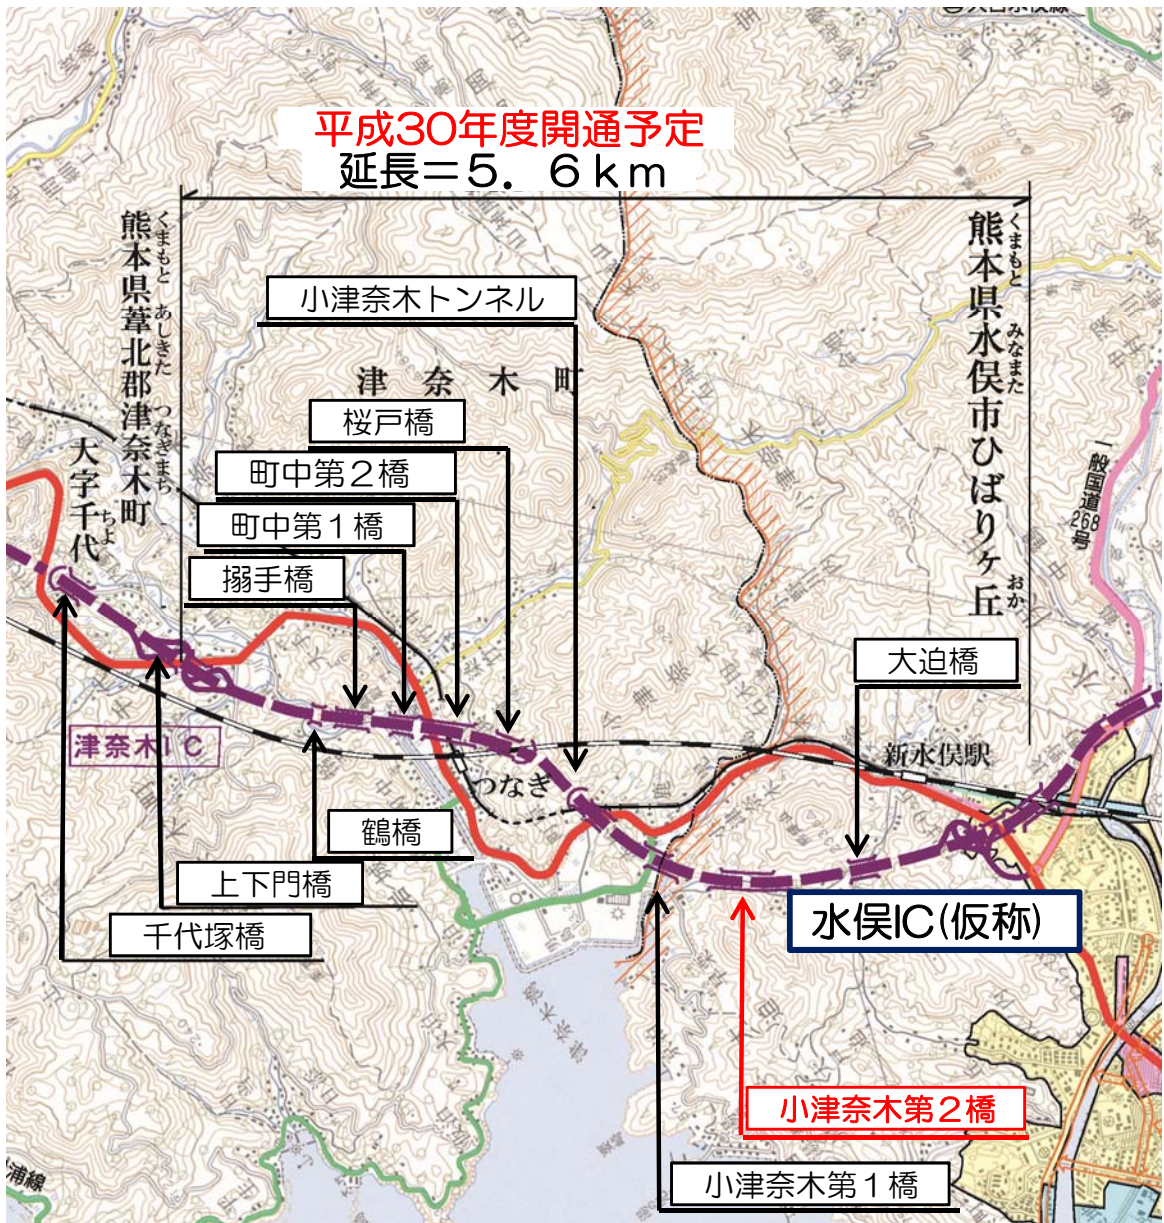 平成30年度開通予定
延長=5.6km
熊本県葦北郡津奈木町
くまもと あしきた つなぎまち
大字千代
ちよ
熊本県水俣市ひばりヶ丘
くまもと みなまた おか
小津奈木トンネル
津奈木町
桜戸橋
町中第2橋
町中第1橋
搦手橋
一般国道268号
大迫橋
津奈木IC
新水俣駅
つなぎ
鶴橋
上下門橋
千代塚橋
水俣IC(仮称)
小津奈木第2橋
小津奈木第1橋
浦線